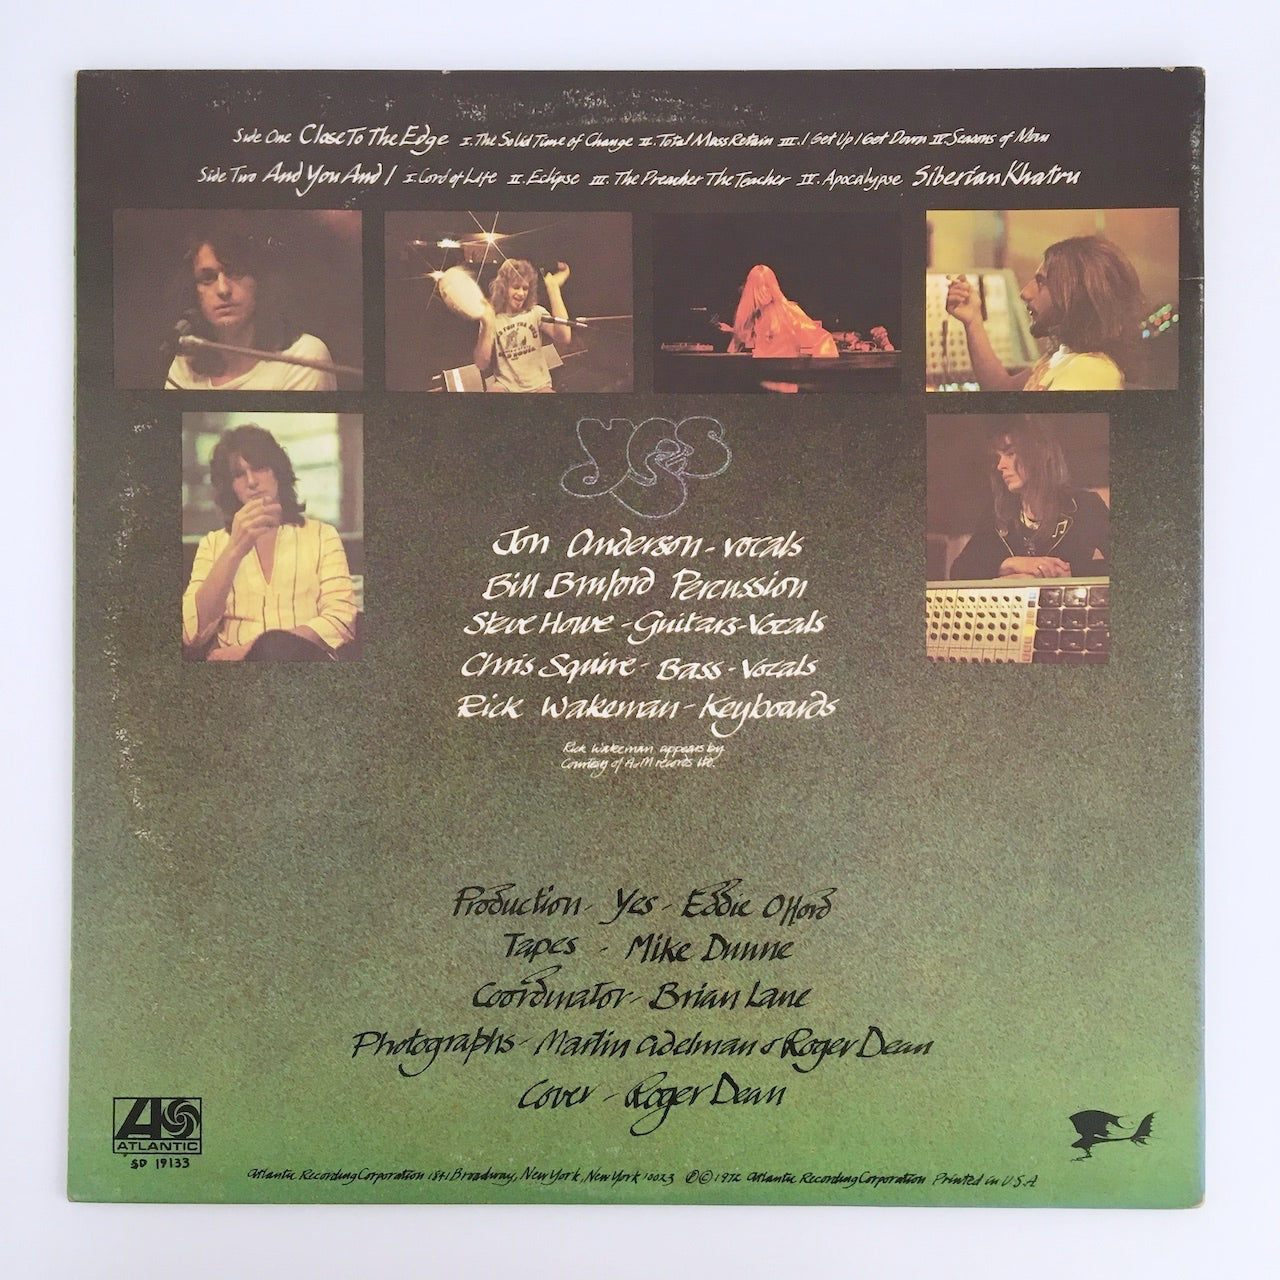 Side One Close To The Edge I. The Solid Time of Change II. Total Mass Retain III. I Get Up I Get Down IV. Seasons of Man
Side Two And You And I I. Cord of Life II. Eclipse III. The Preacher The Teacher IV. Apocalypse Siberian Khatru
yes
Jon Anderson - vocals
Bill Bruford Percussion
Steve Howe - Guitars - Vocals
Chris Squire - Bass - Vocals
Rick Wakeman - Keyboards
Rick Wakeman appears by
Courtesy of A&M records ltd.
Production - Yes - Eddie Offord
Tapes - Mike Dunne
Coordinator - Brian Lane
Photographs - Martin Adelman & Roger Dean
Cover - Roger Dean
ATLANTIC
SD 19133
Atlantic Recording Corporation 1841 Broadway, New York, New York 10023 ℗©1972 Atlantic Recording Corporation Printed in U.S.A